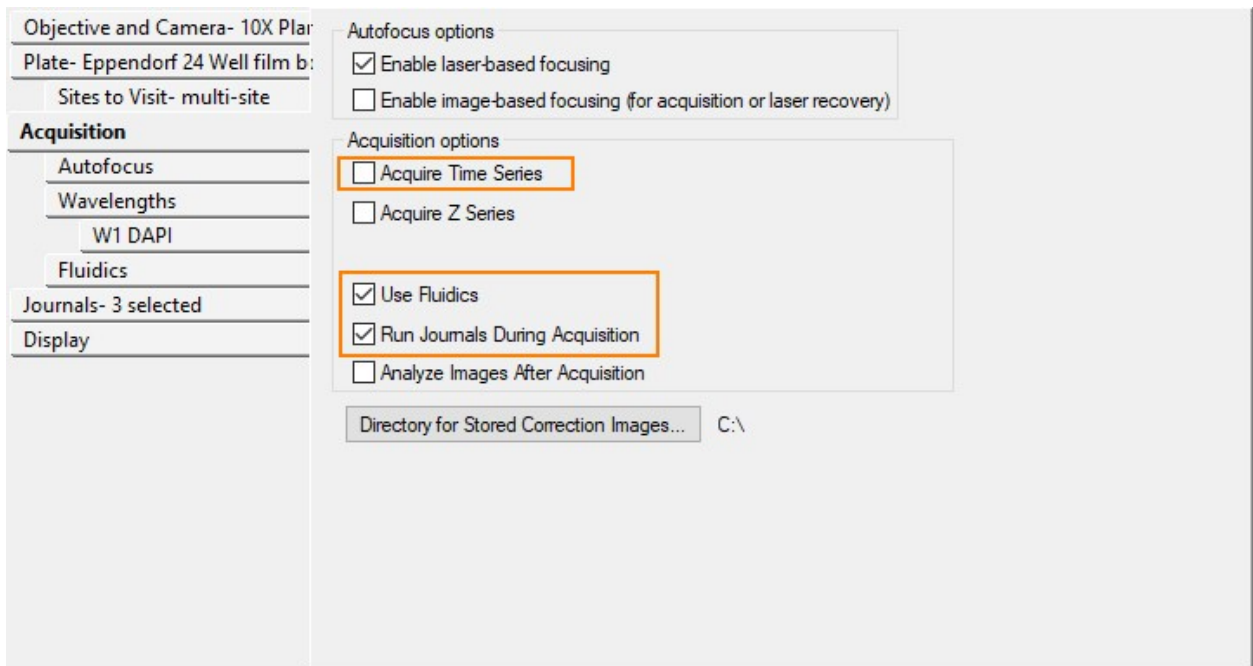 Objective and Camera- 10X Plan
Plate- Eppendorf 24 Well film b
Sites to Visit- multi-site
Acquisition
Autofocus
Wavelengths
W1 DAPI
Fluidics
Journals- 3 selected
Display
Autofocus options
Enable laser-based focusing
Enable image-based focusing (for acquisition or laser recovery)
Acquisition options
Acquire Time Series
Acquire Z Series
Use Fluidics
Run Journals During Acquisition
Analyze Images After Acquisition
Directory for Stored Correction Images... C:\